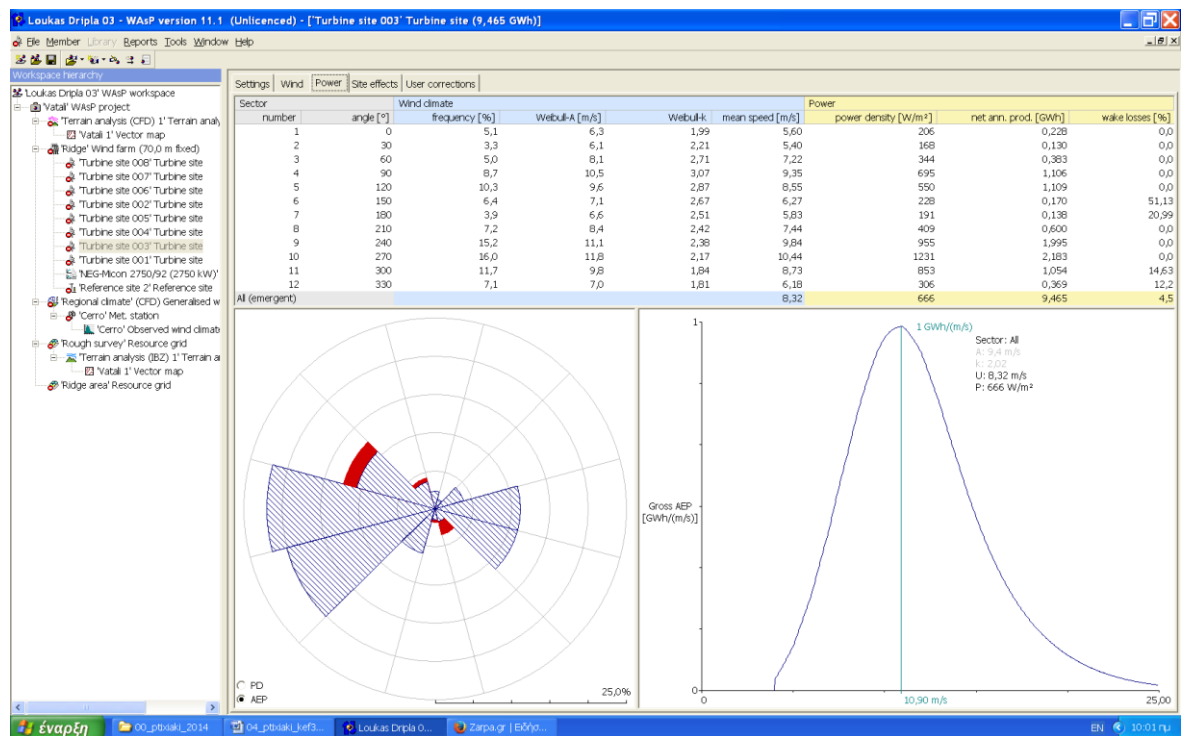 Loukas Dripla 03 - WAsP version 11.1 (Unlicenced) - ['Turbine site 003' Turbine site (9,465 GWh)]
File Member Library Reports Tools Window Help
Workspace hierarchy
'Loukas Dripla 03' WAsP workspace
'Vatali' WAsP project
'Terrain analysis (CFD) 1' Terrain analy
'Vatali 1' Vector map
'Ridge' Wind farm (70,0 m fixed)
'Turbine site 008' Turbine site
'Turbine site 007' Turbine site
'Turbine site 006' Turbine site
'Turbine site 002' Turbine site
'Turbine site 005' Turbine site
'Turbine site 004' Turbine site
'Turbine site 003' Turbine site
'Turbine site 001' Turbine site
'NEG-Micon 2750/92 (2750 kW)'
'Reference site 2' Reference site
'Regional climate' (CFD) Generalised w
'Cerro' Met. station
'Cerro' Observed wind climate
'Rough survey' Resource grid
'Terrain analysis (IBZ) 1' Terrain a
'Vatali 1' Vector map
'Ridge area' Resource grid
Settings Wind Power Site effects User corrections
Sector Wind climate Power
number angle [°] frequency [%] Weibull-A [m/s] Weibull-k mean speed [m/s] power density [W/m²] net ann. prod. [GWh] wake losses [%]
1 0 5,1 6,3 1,99 5,60 206 0,228 0,0
2 30 3,3 6,1 2,21 5,40 168 0,130 0,0
3 60 5,0 8,1 2,71 7,22 344 0,383 0,0
4 90 8,7 10,5 3,07 9,35 695 1,106 0,0
5 120 10,3 9,6 2,87 8,55 550 1,109 0,0
6 150 6,4 7,1 2,67 6,27 228 0,170 51,13
7 180 3,9 6,6 2,51 5,83 191 0,138 20,99
8 210 7,2 8,4 2,42 7,44 409 0,600 0,0
9 240 15,2 11,1 2,38 9,84 955 1,995 0,0
10 270 16,0 11,8 2,17 10,44 1231 2,183 0,0
11 300 11,7 9,8 1,84 8,73 853 1,054 14,63
12 330 7,1 7,0 1,81 6,18 306 0,369 12,2
All (emergent) 8,32 666 9,465 4,5
PD
AEP
25,0%
1
1 GWh/(m/s)
Sector: All
A: 9,4 m/s
k: 2,02
U: 8,32 m/s
P: 666 W/m²
Gross AEP
[GWh/(m/s)]
0
0 10,90 m/s 25,00
έναρξη 00_ptixiaki_2014 04_ptixiaki_kef3... Loukas Dripla 0... Zarpa.gr | Ειδήσ... EN 10:01 πμ